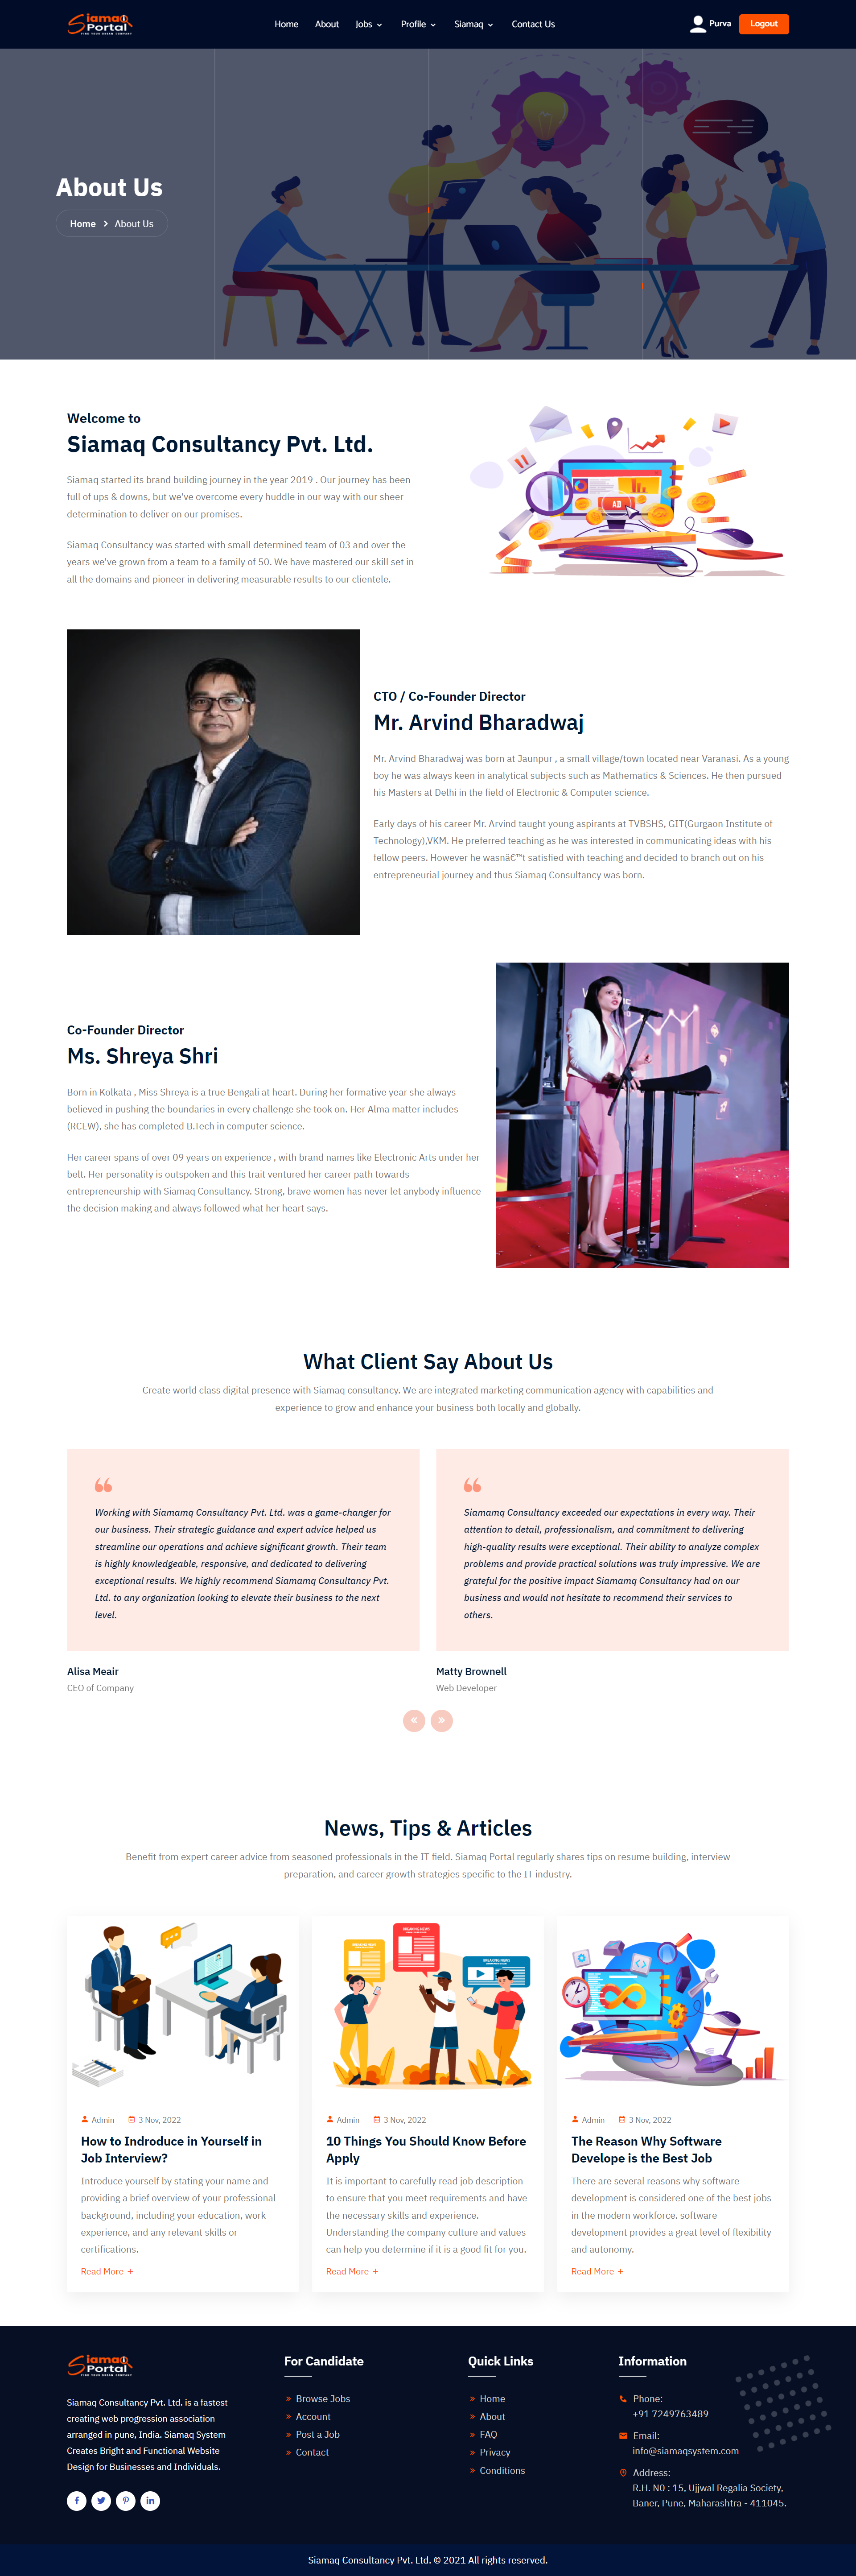 Siamaq
Portal
FIND YOUR DREAM COMPANY
Home
About
Jobs
Profile
Siamaq
Contact Us
Purva
Logout
About Us
Home
About Us
Welcome to
Siamaq Consultancy Pvt. Ltd.
Siamaq started its brand building journey in the year 2019 . Our journey has been
full of ups & downs, but we've overcome every huddle in our way with our sheer
determination to deliver on our promises.
Siamaq Consultancy was started with small determined team of 03 and over the
years we've grown from a team to a family of 50. We have mastered our skill set in
all the domains and pioneer in delivering measurable results to our clientele.
AD
CTO / Co-Founder Director
Mr. Arvind Bharadwaj
Mr. Arvind Bharadwaj was born at Jaunpur , a small village/town located near Varanasi. As a young
boy he was always keen in analytical subjects such as Mathematics & Sciences. He then pursued
his Masters at Delhi in the field of Electronic & Computer science.
Early days of his career Mr. Arvind taught young aspirants at TVBSHS, GIT(Gurgaon Institute of
Technology),VKM. He preferred teaching as he was interested in communicating ideas with his
fellow peers. However he wasnâ€™t satisfied with teaching and decided to branch out on his
entrepreneurial journey and thus Siamaq Consultancy was born.
Co-Founder Director
Ms. Shreya Shri
Born in Kolkata , Miss Shreya is a true Bengali at heart. During her formative year she always
believed in pushing the boundaries in every challenge she took on. Her Alma matter includes
(RCEW), she has completed B.Tech in computer science.
Her career spans of over 09 years on experience , with brand names like Electronic Arts under her
belt. Her personality is outspoken and this trait ventured her career path towards
entrepreneurship with Siamaq Consultancy. Strong, brave women has never let anybody influence
the decision making and always followed what her heart says.
What Client Say About Us
Create world class digital presence with Siamaq consultancy. We are integrated marketing communication agency with capabilities and
experience to grow and enhance your business both locally and globally.
Working with Siamamq Consultancy Pvt. Ltd. was a game-changer for
our business. Their strategic guidance and expert advice helped us
streamline our operations and achieve significant growth. Their team
is highly knowledgeable, responsive, and dedicated to delivering
exceptional results. We highly recommend Siamamq Consultancy Pvt.
Ltd. to any organization looking to elevate their business to the next
level.
Alisa Meair
CEO of Company
Siamamq Consultancy exceeded our expectations in every way. Their
attention to detail, professionalism, and commitment to delivering
high-quality results were exceptional. Their ability to analyze complex
problems and provide practical solutions was truly impressive. We are
grateful for the positive impact Siamamq Consultancy had on our
business and would not hesitate to recommend their services to
others.
Matty Brownell
Web Developer
News, Tips & Articles
Benefit from expert career advice from seasoned professionals in the IT field. Siamaq Portal regularly shares tips on resume building, interview
preparation, and career growth strategies specific to the IT industry.
Admin
3 Nov, 2022
How to Indroduce in Yourself in
Job Interview?
Introduce yourself by stating your name and
providing a brief overview of your professional
background, including your education, work
experience, and any relevant skills or
certifications.
Read More +
BREAKING NEWS
BREAKING NEWS
BREAKING NEWS
Admin
3 Nov, 2022
10 Things You Should Know Before
Apply
It is important to carefully read job description
to ensure that you meet requirements and have
the necessary skills and experience.
Understanding the company culture and values
can help you determine if it is a good fit for you.
Read More +
Admin
3 Nov, 2022
The Reason Why Software
Develope is the Best Job
There are several reasons why software
development is considered one of the best jobs
in the modern workforce. software
development provides a great level of flexibility
and autonomy.
Read More +
Siamaq
Portal
FIND YOUR DREAM COMPANY
Siamaq Consultancy Pvt. Ltd. is a fastest
creating web progression association
arranged in pune, India. Siamaq System
Creates Bright and Functional Website
Design for Businesses and Individuals.
For Candidate
Browse Jobs
Account
Post a Job
Contact
Quick Links
Home
About
FAQ
Privacy
Conditions
Information
Phone:
+91 7249763489
Email:
info@siamaqsystem.com
Address:
R.H. N0 : 15, Ujjwal Regalia Society,
Baner, Pune, Maharashtra - 411045.
Siamaq Consultancy Pvt. Ltd. © 2021 All rights reserved.